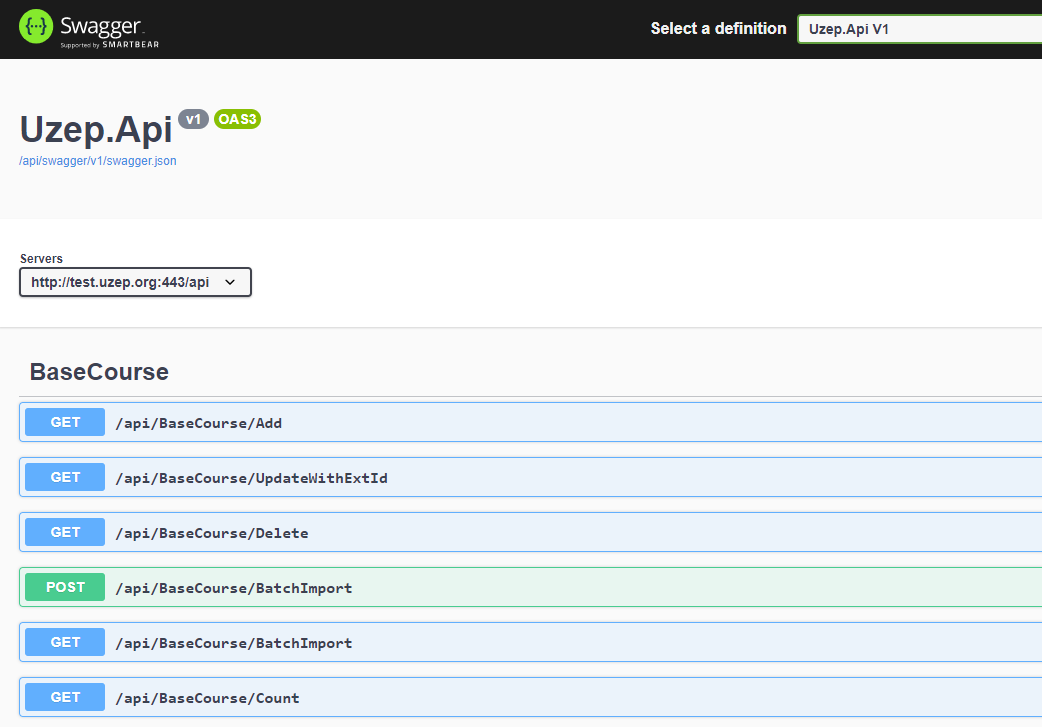 {···} Swagger.
Supported by SMARTBEAR
Select a definition
Uzep.Api V1
Uzep.Api v1 OAS3
/api/swagger/v1/swagger.json
Servers
http://test.uzep.org:443/api
BaseCourse
GET /api/BaseCourse/Add
GET /api/BaseCourse/UpdateWithExtId
GET /api/BaseCourse/Delete
POST /api/BaseCourse/BatchImport
GET /api/BaseCourse/BatchImport
GET /api/BaseCourse/Count